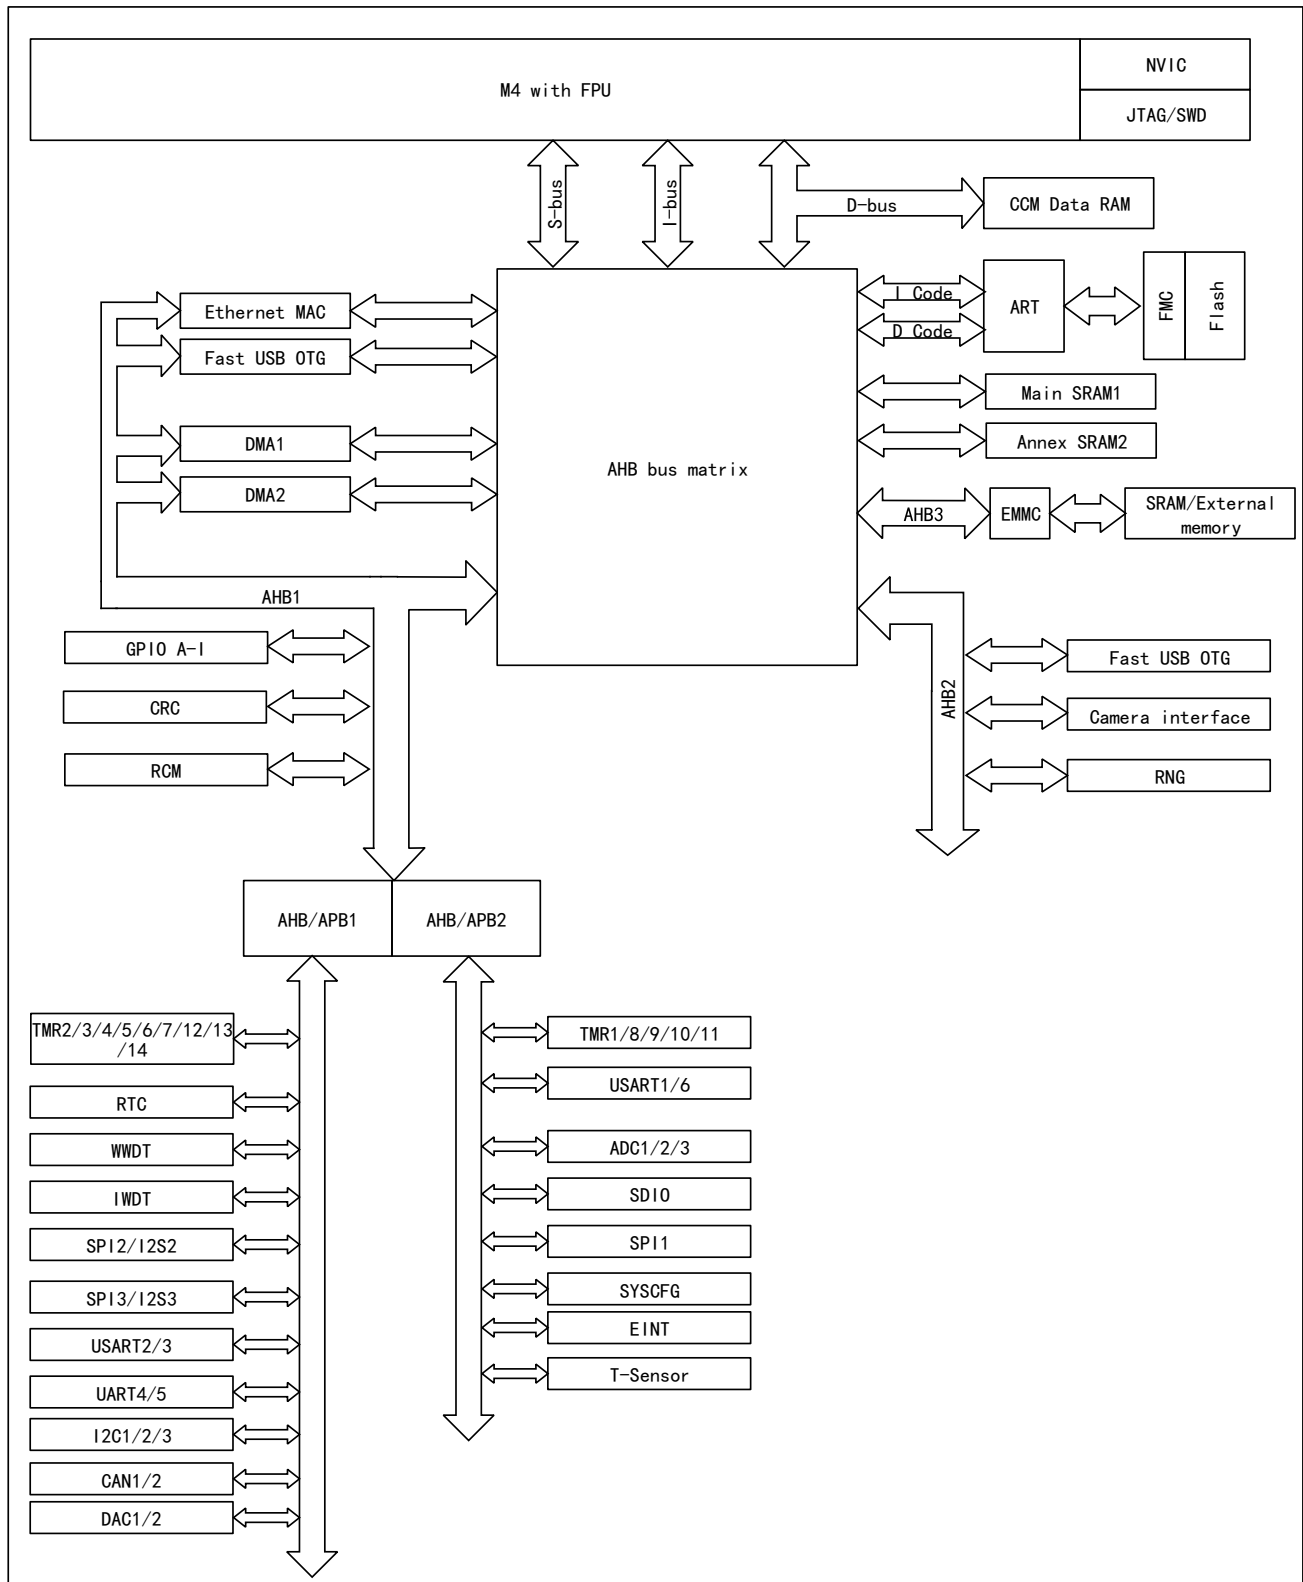 M4 with FPU
NVIC
JTAG/SWD
S-bus
I-bus
D-bus
CCM Data RAM
Ethernet MAC
Fast USB OTG
DMA1
DMA2
AHB bus matrix
I Code
D Code
ART
FMC
Flash
Main SRAM1
Annex SRAM2
AHB3
EMMC
SRAM/External
memory
AHB1
GPIO A-I
CRC
RCM
AHB2
Fast USB OTG
Camera interface
RNG
AHB/APB1
AHB/APB2
TMR2/3/4/5/6/7/12/13
/14
RTC
WWDT
IWDT
SPI2/I2S2
SPI3/I2S3
USART2/3
UART4/5
I2C1/2/3
CAN1/2
DAC1/2
TMR1/8/9/10/11
USART1/6
ADC1/2/3
SDIO
SPI1
SYSCFG
EINT
T-Sensor